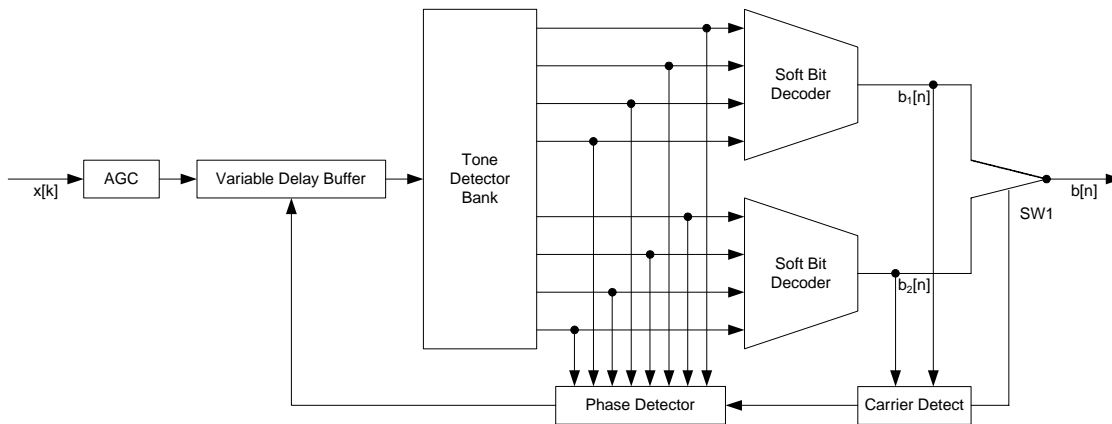 x[k]
AGC
Variable Delay Buffer
Tone
Detector
Bank
Soft Bit
Decoder
b₁[n]
Soft Bit
Decoder
b₂[n]
SW1
b[n]
Phase Detector
Carrier Detect